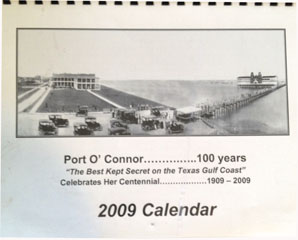 Port O' Connor...............100 years
"The Best Kept Secret on the Texas Gulf Coast"
Celebrates Her Centennial..................1909 – 2009
2009 Calendar